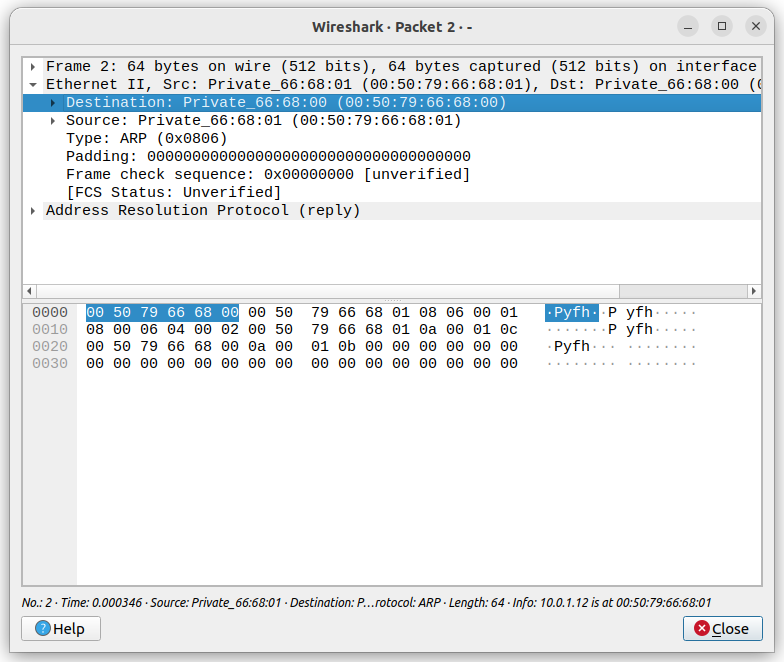 Wireshark · Packet 2 · -
Frame 2: 64 bytes on wire (512 bits), 64 bytes captured (512 bits) on interface
Ethernet II, Src: Private_66:68:01 (00:50:79:66:68:01), Dst: Private_66:68:00 (0
Destination: Private_66:68:00 (00:50:79:66:68:00)
Source: Private_66:68:01 (00:50:79:66:68:01)
Type: ARP (0x0806)
Padding: 000000000000000000000000000000000000
Frame check sequence: 0x00000000 [unverified]
[FCS Status: Unverified]
Address Resolution Protocol (reply)
0000 00 50 79 66 68 00 00 50 79 66 68 01 08 06 00 01 ·Pyfh··P yfh·····
0010 08 00 06 04 00 02 00 50 79 66 68 01 0a 00 01 0c ·······P yfh·····
0020 00 50 79 66 68 00 0a 00 01 0b 00 00 00 00 00 00 ·Pyfh··· ········
0030 00 00 00 00 00 00 00 00 00 00 00 00 00 00 00 00 ········ ········
No.: 2 · Time: 0.000346 · Source: Private_66:68:01 · Destination: P…rotocol: ARP · Length: 64 · Info: 10.0.1.12 is at 00:50:79:66:68:01
Help
Close